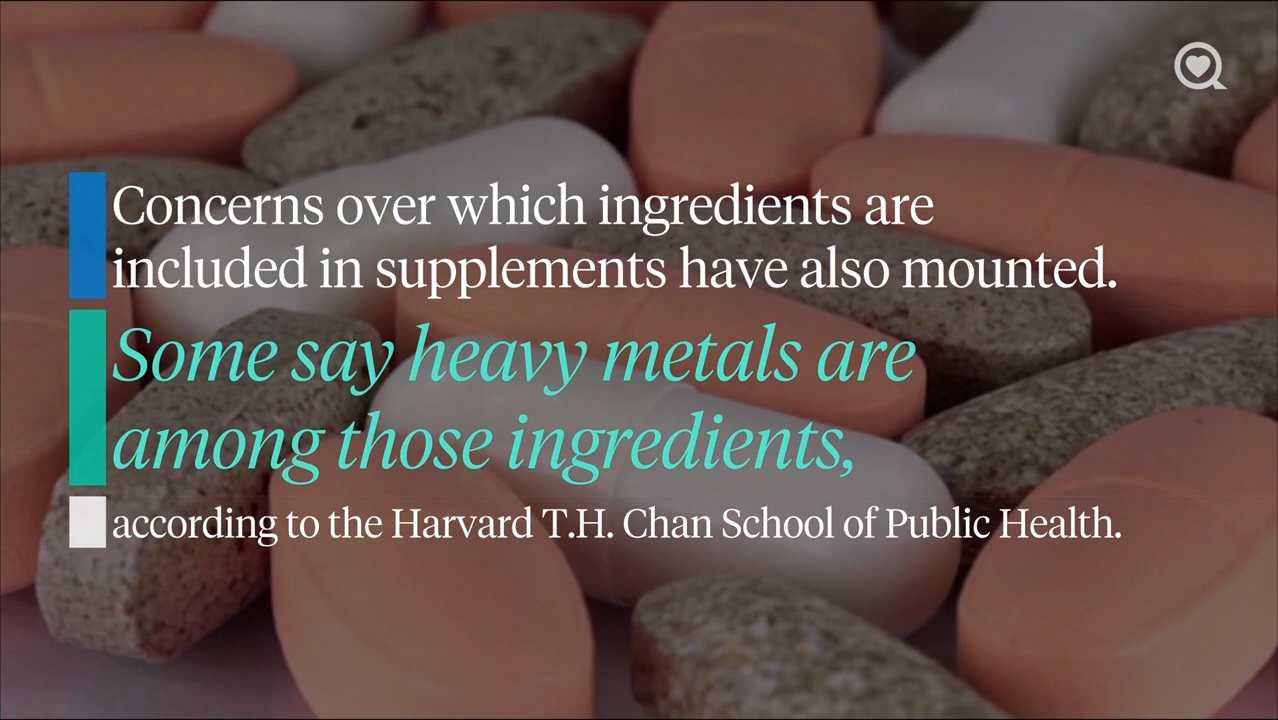 Concerns over which ingredients are
included in supplements have also mounted.
Some say heavy metals are
among those ingredients,
according to the Harvard T.H. Chan School of Public Health.